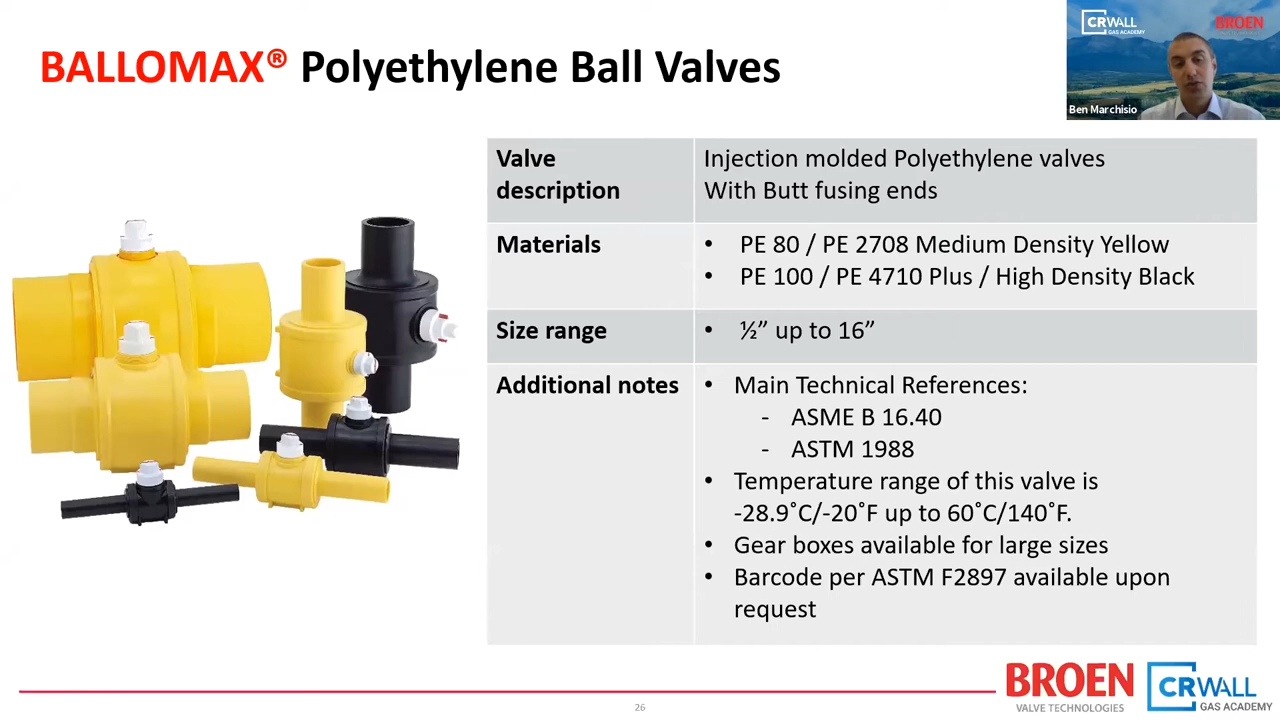 BALLOMAX® Polyethylene Ball Valves
CRWALL
GAS ACADEMY
BROEN
Ben Marchisio
Valve description
Injection molded Polyethylene valves
With Butt fusing ends
Materials
• PE 80 / PE 2708 Medium Density Yellow
• PE 100 / PE 4710 Plus / High Density Black
Size range
• ½” up to 16”
Additional notes
• Main Technical References:
- ASME B 16.40
- ASTM 1988
• Temperature range of this valve is
-28.9˚C/-20˚F up to 60˚C/140˚F.
• Gear boxes available for large sizes
• Barcode per ASTM F2897 available upon
request
26
BROEN
VALVE TECHNOLOGIES
CRWALL
GAS ACADEMY